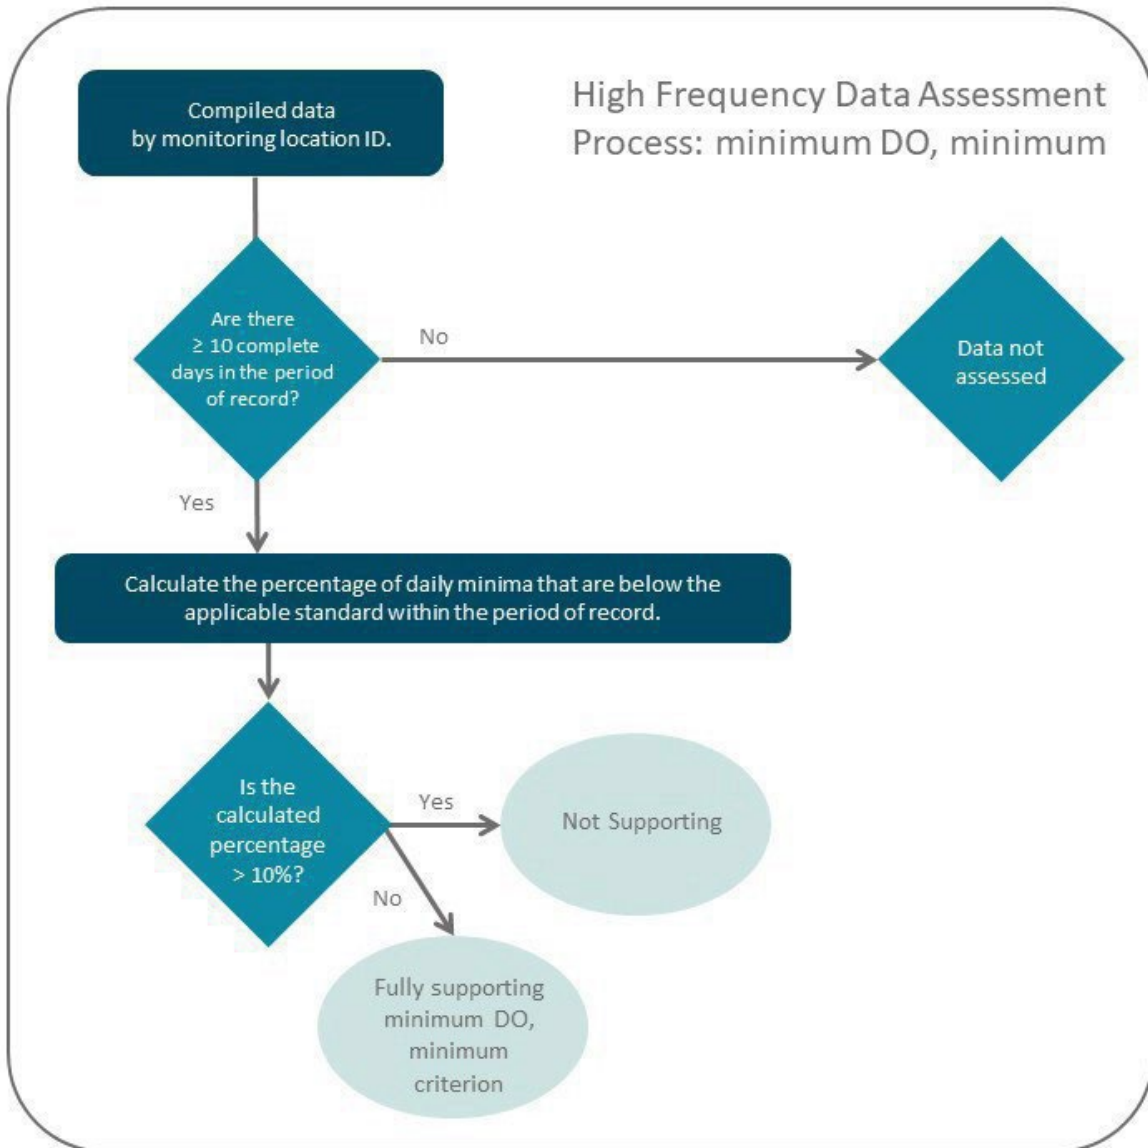 High Frequency Data Assessment
Process: minimum DO, minimum
Compiled data
by monitoring location ID.
Are there
≥ 10 complete
days in the period
of record?
No
Data not
assessed
Yes
Calculate the percentage of daily minima that are below the
applicable standard within the period of record.
Is the
calculated
percentage
> 10%?
Yes
Not Supporting
No
Fully supporting
minimum DO,
minimum
criterion